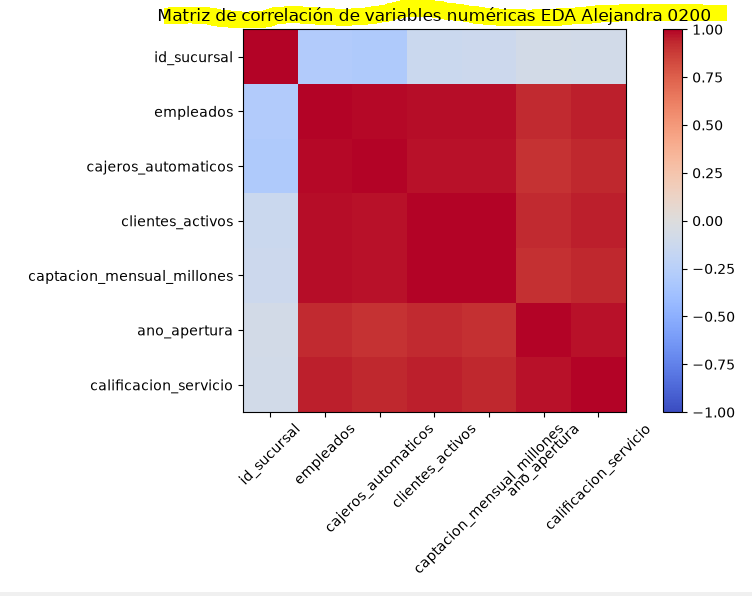 Matriz de correlación de variables numéricas EDA Alejandra 0200
id_sucursal
empleados
cajeros_automaticos
clientes_activos
captacion_mensual_millones
ano_apertura
calificacion_servicio
1.00
0.75
0.50
0.25
0.00
−0.25
−0.50
−0.75
−1.00
id_sucursal
empleados
cajeros_automaticos
clientes_activos
captacion_mensual_millones
ano_apertura
calificacion_servicio